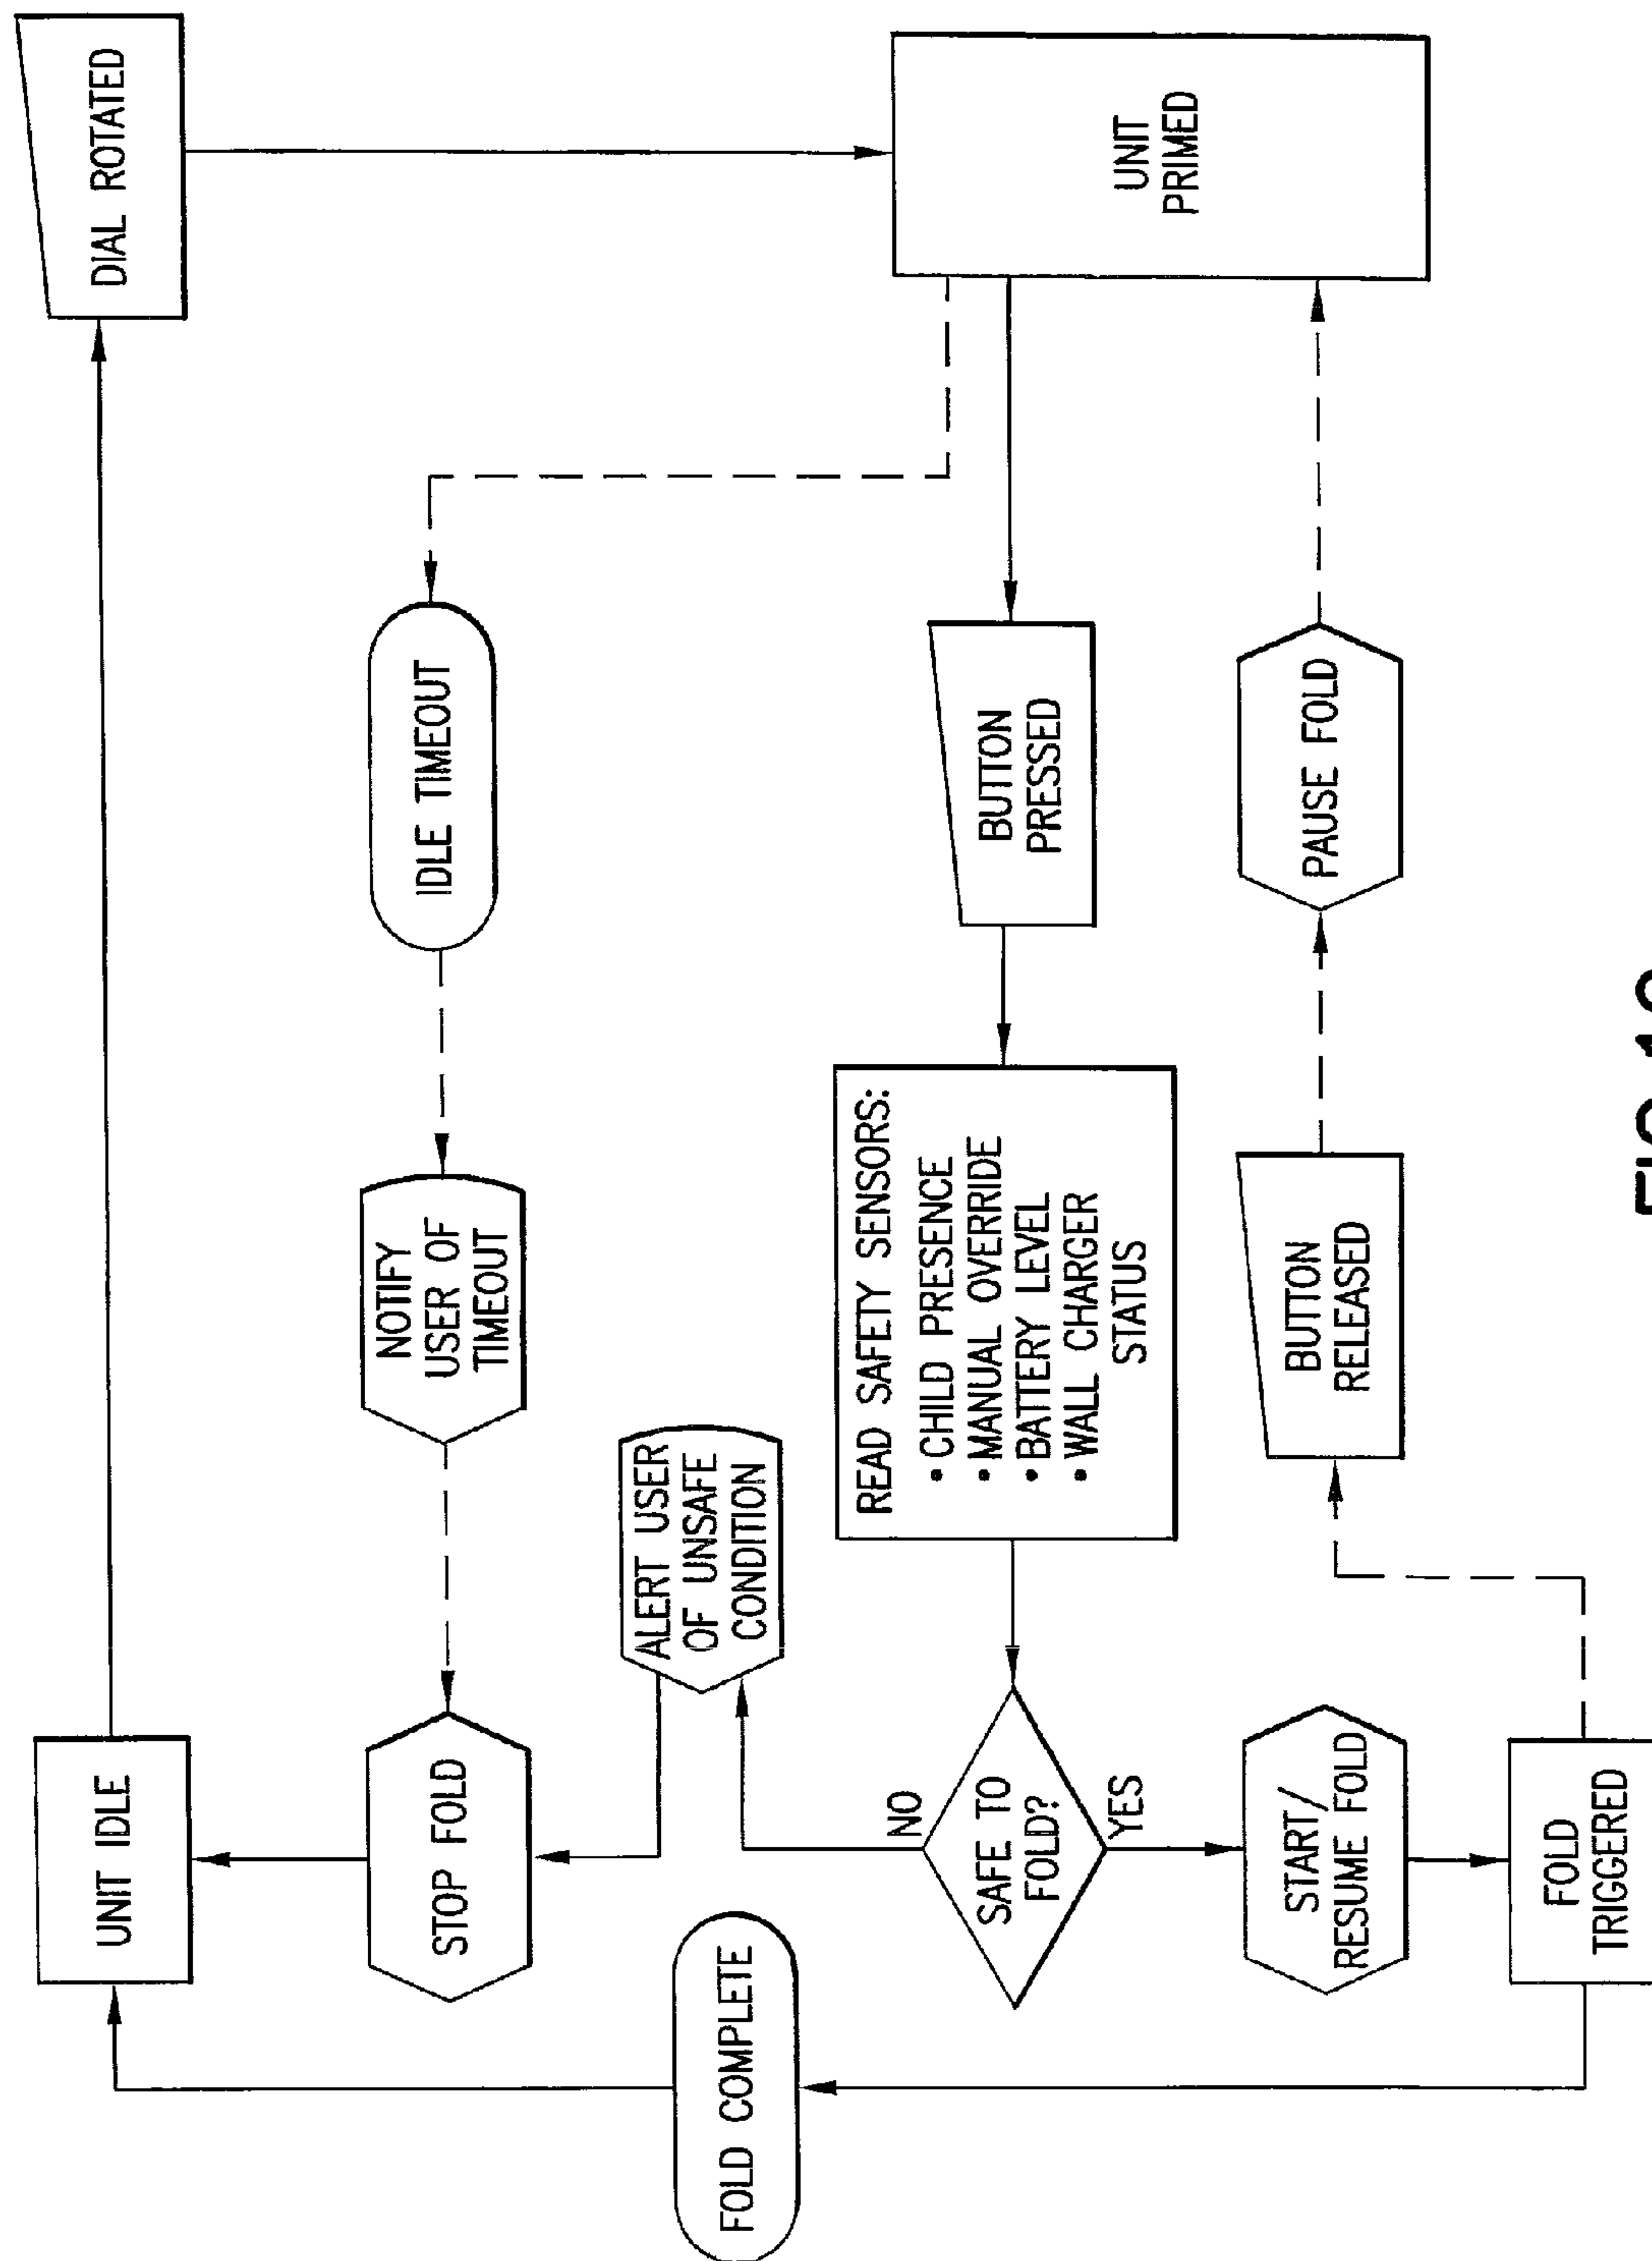 UNIT IDLE
DIAL ROTATED
STOP FOLD
NOTIFY
USER OF
TIMEOUT
IDLE TIMEOUT
FOLD COMPLETE
ALERT USER
OF UNSAFE
CONDITION
NO
SAFE TO
FOLD?
YES
READ SAFETY SENSORS:
• CHILD PRESENCE
• MANUAL OVERRIDE
• BATTERY LEVEL
• WALL CHARGER
STATUS
BUTTON
PRESSED
UNIT
PRIMED
START/
RESUME FOLD
BUTTON
RELEASED
PAUSE FOLD
FOLD
TRIGGERED